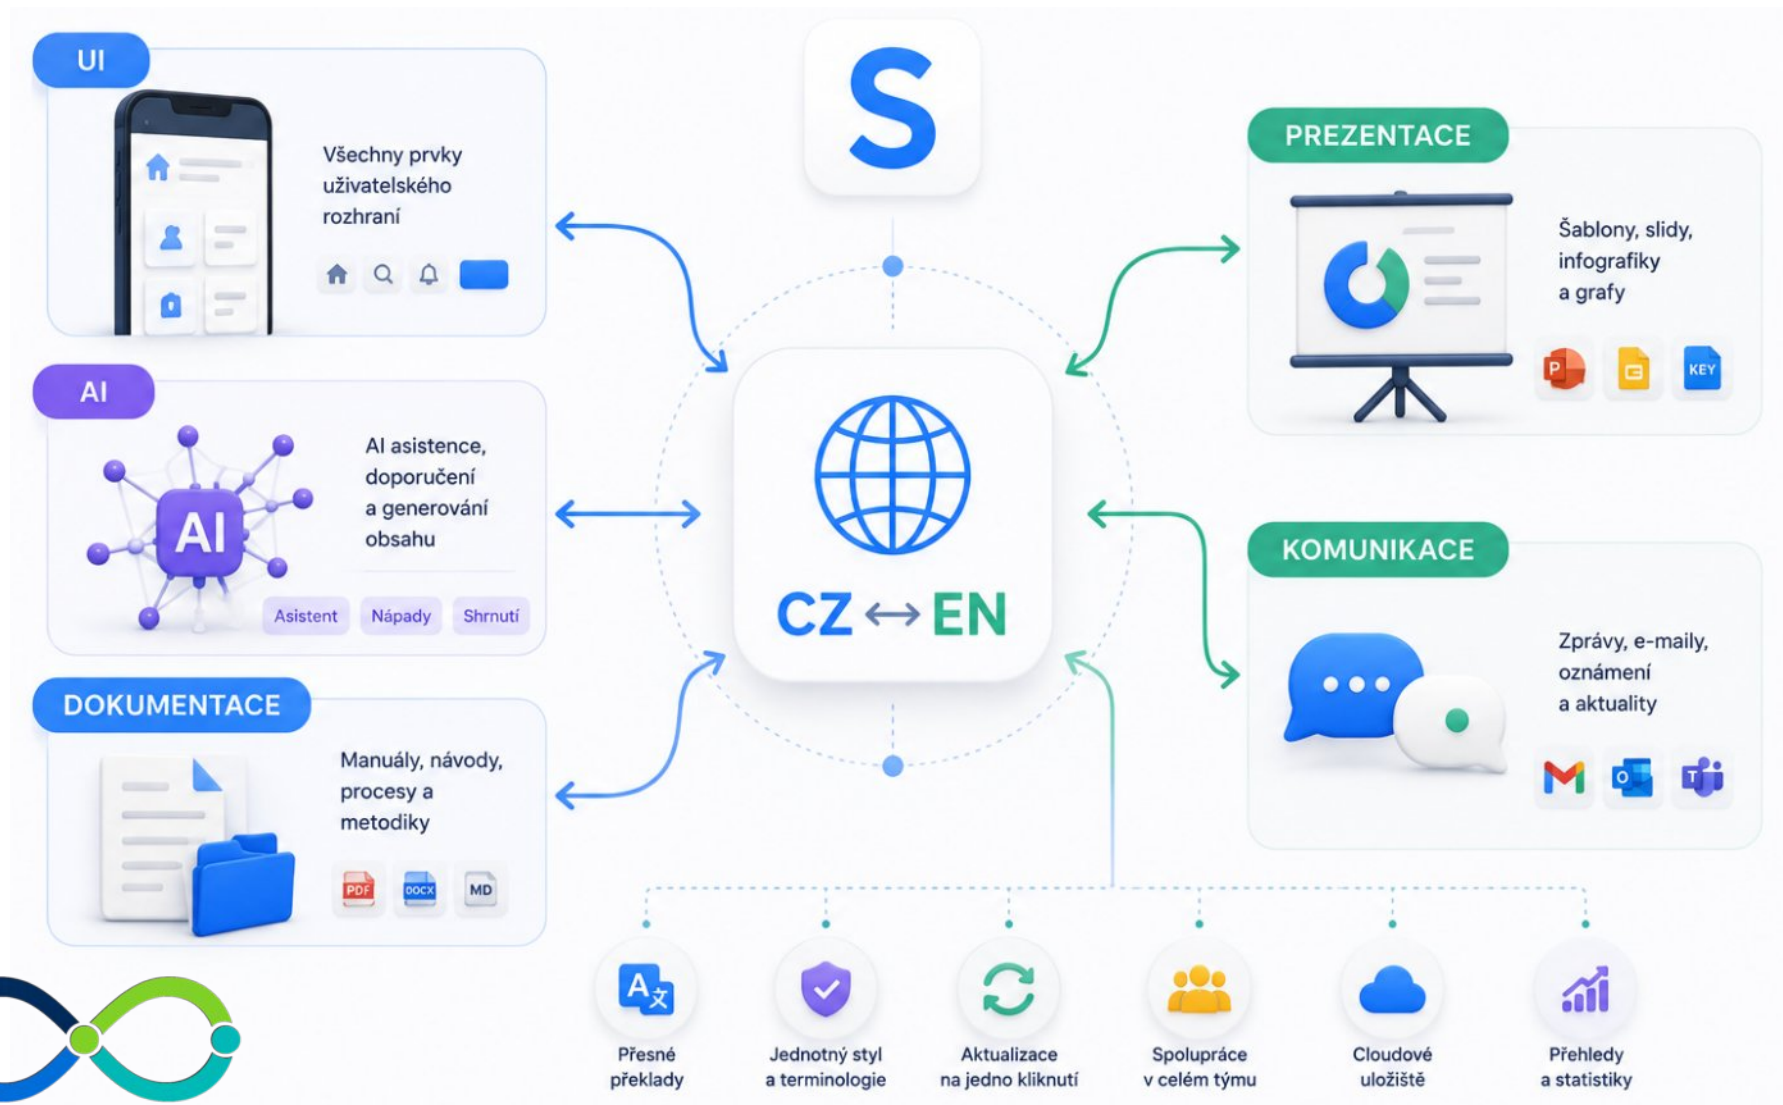 UI
Všechny prvky
uživatelského
rozhraní
AI
AI
AI asistence,
doporučení
a generování
obsahu
Asistent
Nápady
Shrnutí
DOKUMENTACE
Manuály, návody,
procesy a
metodiky
PDF
DOCX
MD
S
CZ ↔ EN
PREZENTACE
Šablony, slidy,
infografiky
a grafy
P
KEY
KOMUNIKACE
Zprávy, e-maily,
oznámení
a aktuality
M
O
T
A文
Přesné
překlady
Jednotný styl
a terminologie
Aktualizace
na jedno kliknutí
Spolupráce
v celém týmu
Cloudové
uložiště
Přehledy
a statistiky